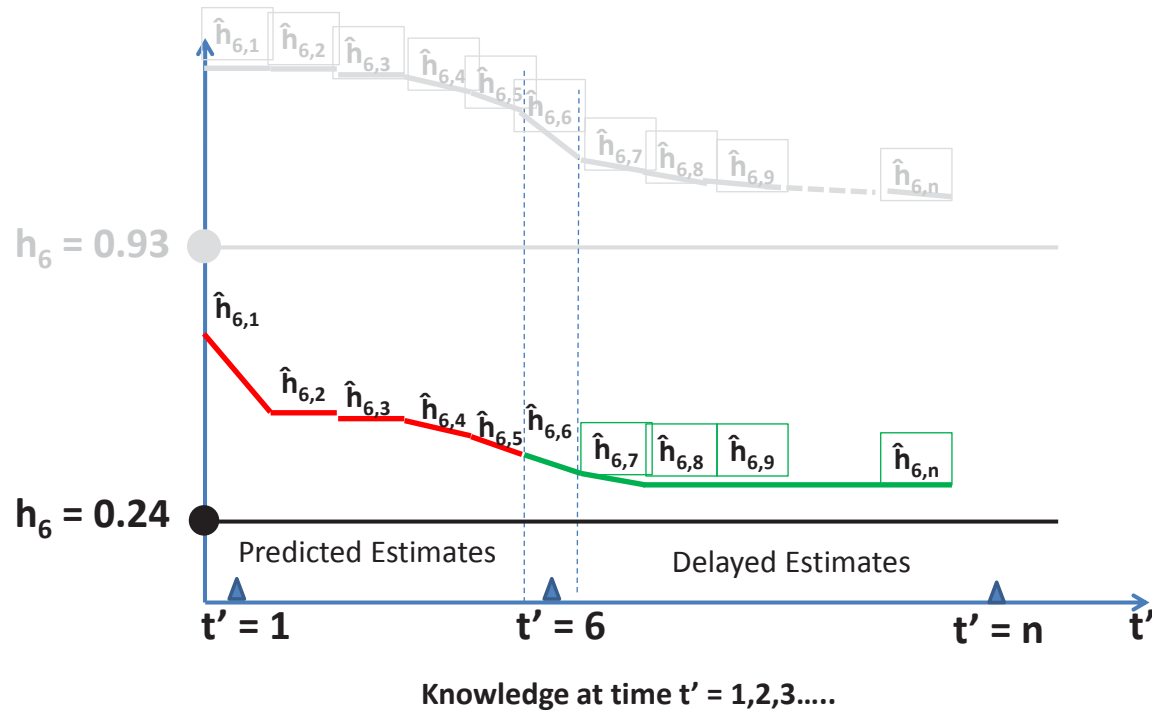 ĥ6,1 ĥ6,2 ĥ6,3 ĥ6,4 ĥ6,5 ĥ6,6 ĥ6,7 ĥ6,8 ĥ6,9 ĥ6,n
h6 = 0.93
ĥ6,1 ĥ6,2 ĥ6,3 ĥ6,4 ĥ6,5 ĥ6,6 ĥ6,7 ĥ6,8 ĥ6,9 ĥ6,n
h6 = 0.24
Predicted Estimates Delayed Estimates
t' = 1 t' = 6 t' = n t'
Knowledge at time t' = 1,2,3.....